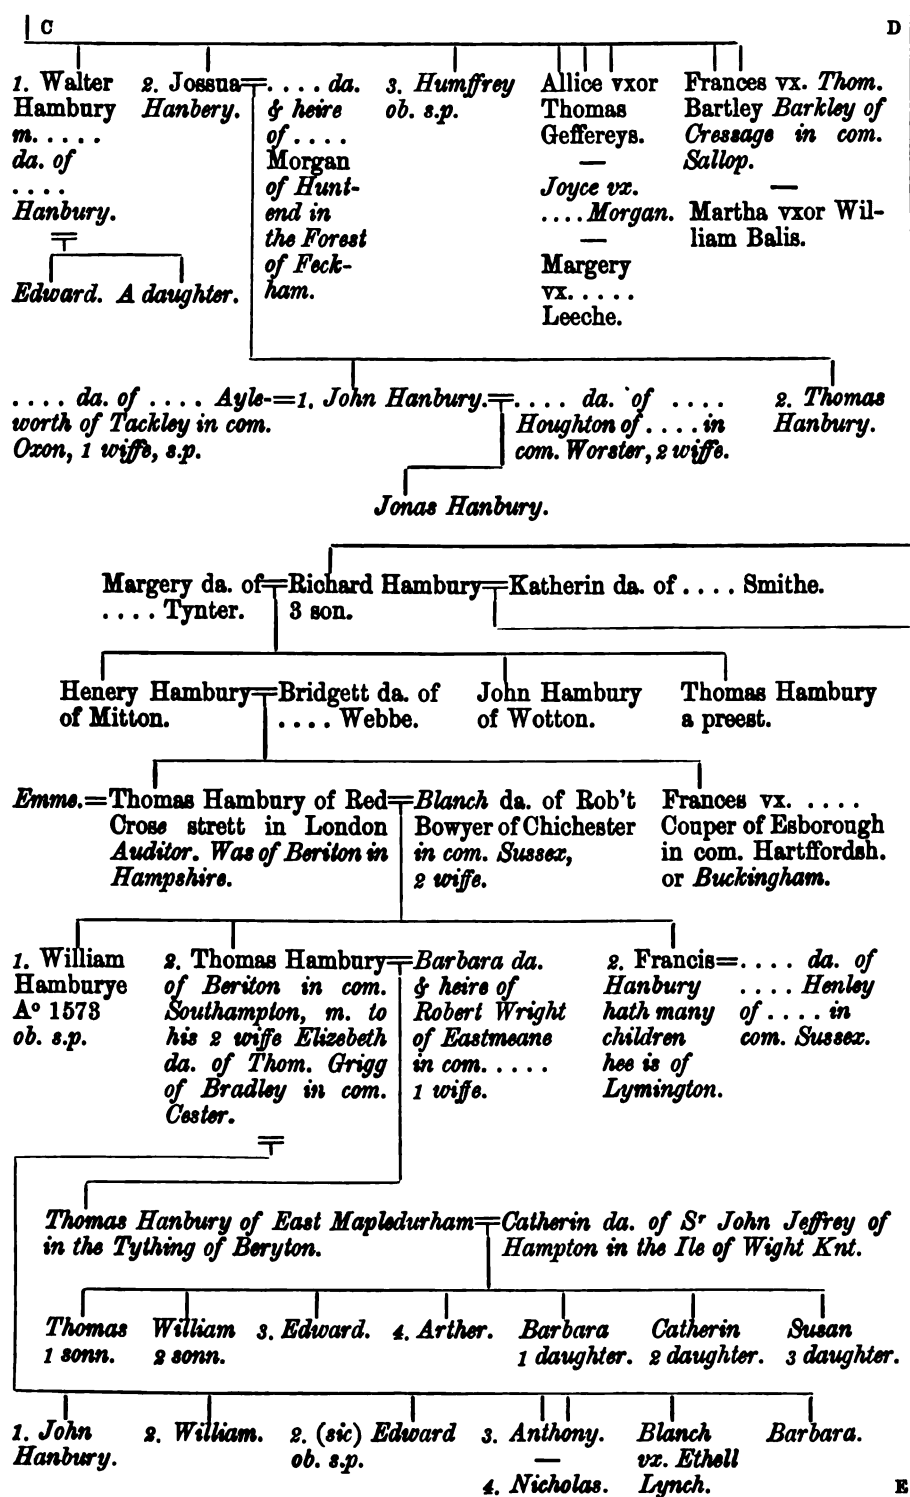 C D
1. Walter
Hambury
m. . . . . .
da. of
. . . .
Hanbury.
2. Jossua
Hanbery.
. . . . da.
& heire
of . . . .
Morgan
of Hunt-
end in
the Forest
of Feck-
ham.
3. Humffrey
ob. s.p.
Allice vxor
Thomas
Geffereys.
—
Joyce vx.
. . . . Morgan.
—
Margery
vx. . . . .
Leeche.
Frances vx. Thom.
Bartley Barkley of
Cressage in com.
Sallop.
—
Martha vxor Wil-
liam Balis.
Edward. A daughter.
. . . . da. of . . . . Ayle-
worth of Tackley in com.
Oxon, 1 wiffe, s.p.
=1. John Hanbury.=
. . . . da. of . . . .
Houghton of . . . . in
com. Worster, 2 wiffe.
2. Thomas
Hanbury.
Jonas Hanbury.
Margery da. of
. . . . Tynter.
Richard Hambury
3 son.
Katherin da. of . . . . Smithe.
Henery Hambury
of Mitton.
Bridgett da. of
. . . . Webbe.
John Hambury
of Wotton.
Thomas Hambury
a preest.
Emme.=
Thomas Hambury of Red
Crose strett in London
Auditor. Was of Beriton in
Hampshire.
Blanch da. of Rob't
Bowyer of Chichester
in com. Sussex,
2 wiffe.
Frances vx. . . . .
Couper of Esborough
in com. Hartffordsh.
or Buckingham.
1. William
Hamburye
Aº 1573
ob. s.p.
2. Thomas Hambury
of Beriton in com.
Southampton, m. to
his 2 wiffe Elizebeth
da. of Thom. Grigg
of Bradley in com.
Cester.
Barbara da.
& heire of
Robert Wright
of Eastmeane
in com. . . . .
1 wiffe.
2. Francis=
Hanbury
hath many
children
hee is of
Lymington.
. . . . da. of
. . . . Henley
of . . . . in
com. Sussex.
Thomas Hanbury of East Mapledurham
in the Tything of Beryton.
Catherin da. of Sʳ John Jeffrey of
Hampton in the Ile of Wight Knt.
Thomas
1 sonn.
William
2 sonn.
3. Edward.
4. Arther.
Barbara
1 daughter.
Catherin
2 daughter.
Susan
3 daughter.
1. John
Hanbury.
2. William.
2. (sic) Edward
ob. s.p.
3. Anthony.
—
4. Nicholas.
Blanch
vx. Ethell
Lynch.
Barbara.
E